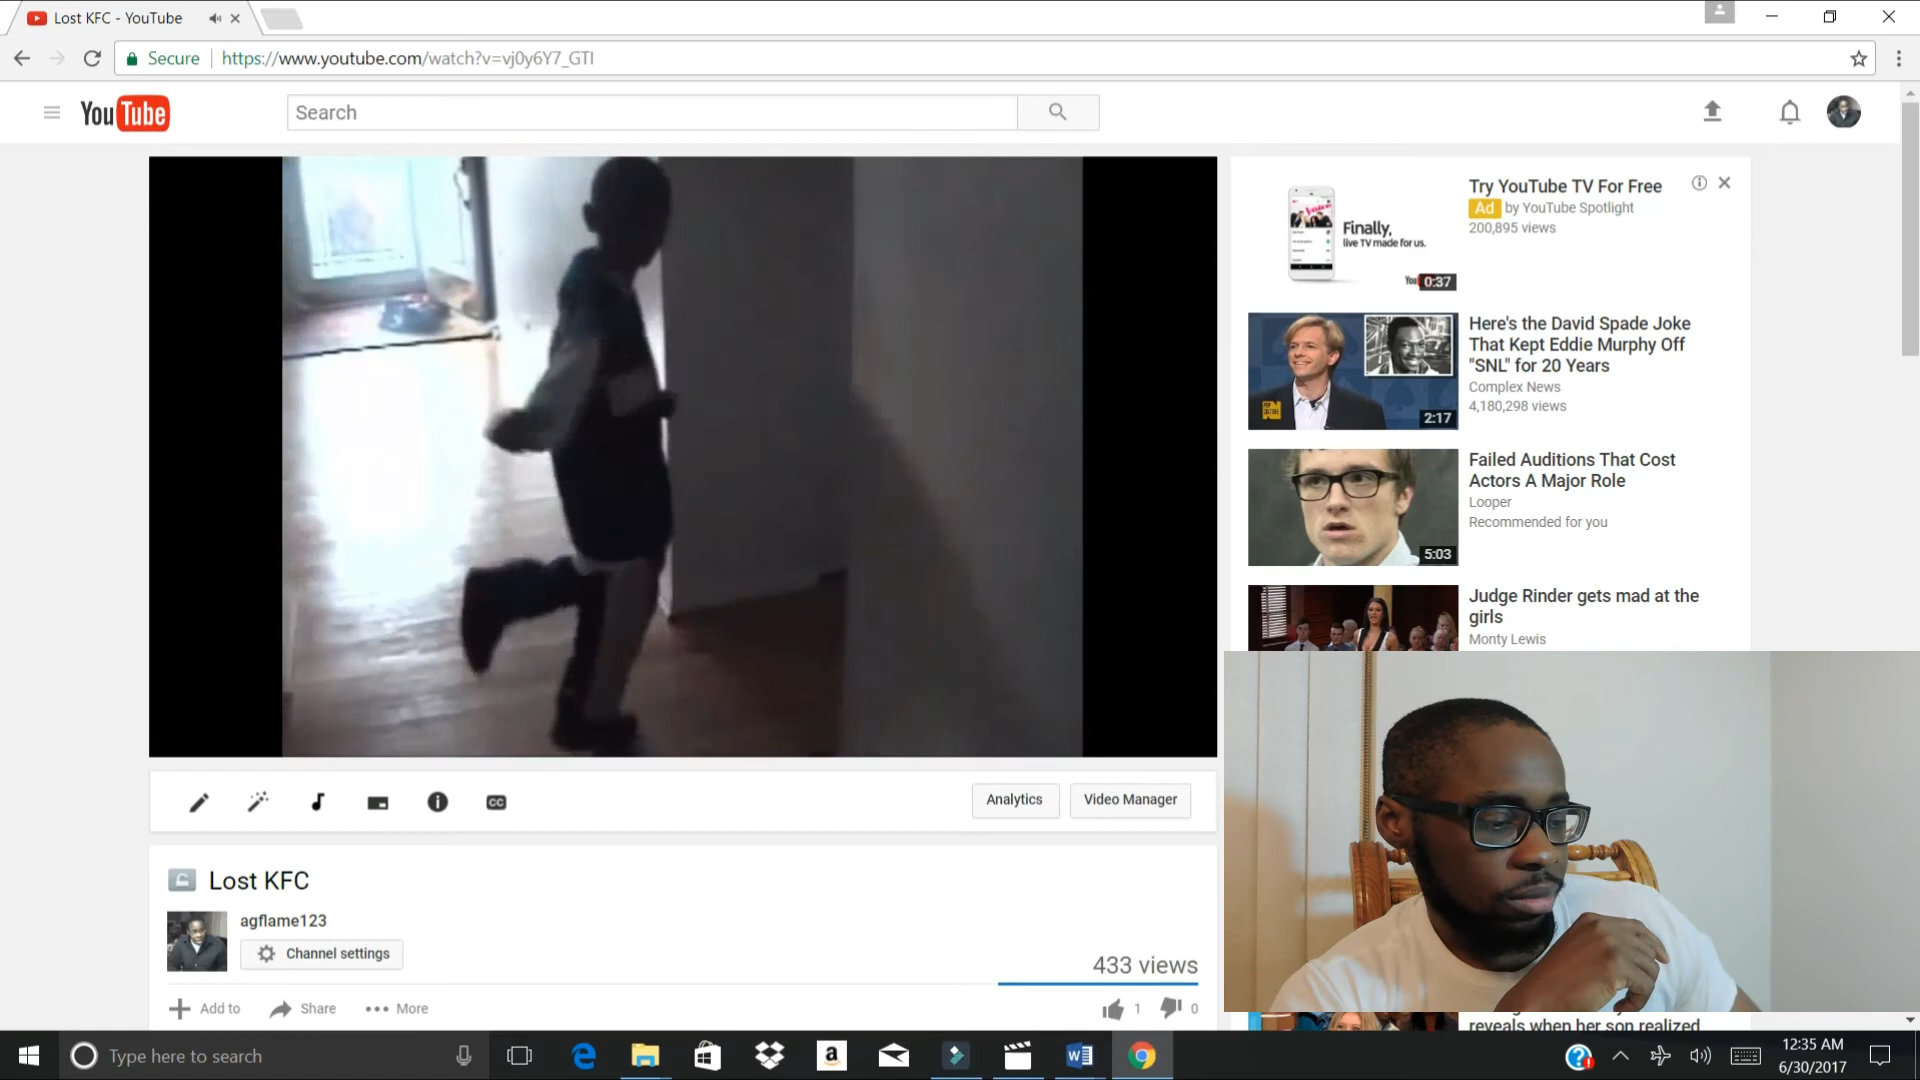 Lost KFC - YouTube
Secure
https://www.youtube.com/watch?v=vj0y6Y7_GTI
YouTube
Search
Try YouTube TV For Free
Ad by YouTube Spotlight
200,895 views
Finally,
live TV made for us.
0:37
Here's the David Spade Joke
That Kept Eddie Murphy Off
"SNL" for 20 Years
Complex News
4,180,298 views
2:17
Failed Auditions That Cost
Actors A Major Role
Looper
Recommended for you
5:03
Judge Rinder gets mad at the
girls
Monty Lewis
Analytics
Video Manager
Lost KFC
agflame123
Channel settings
433 views
Add to
Share
More
1
0
reveals when her son realized
Type here to search
12:35 AM
6/30/2017